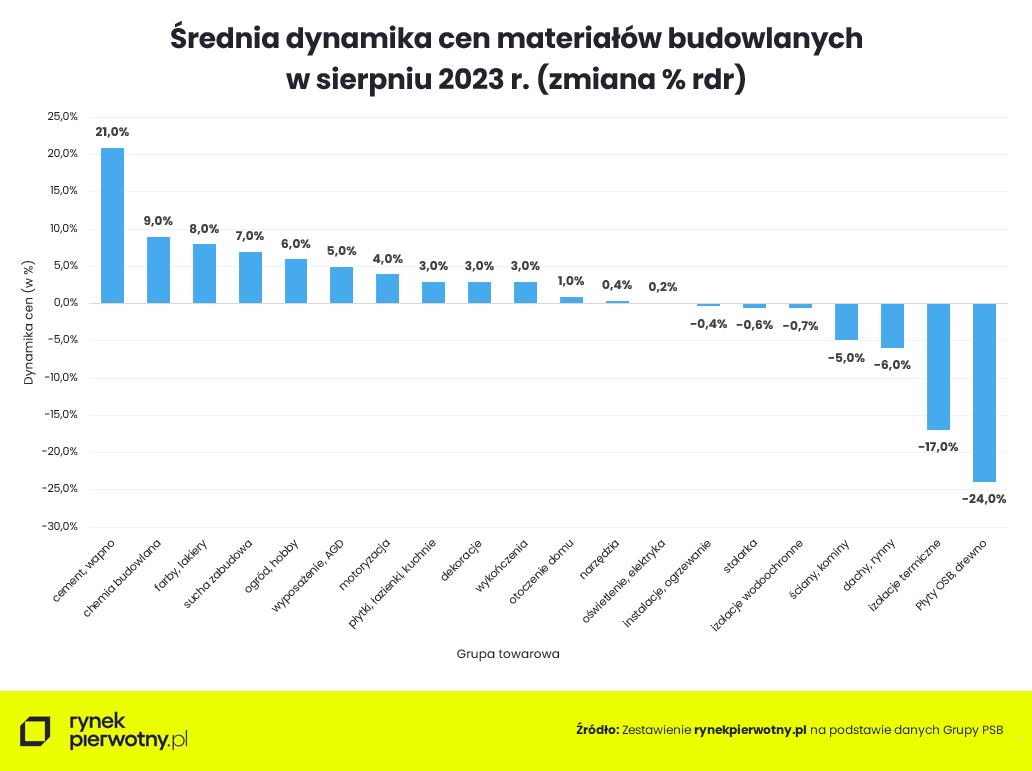 Średnia dynamika cen materiałów budowlanych
w sierpniu 2023 r. (zmiana % rdr)
25,0%
20,0%
15,0%
10,0%
5,0%
0,0%
-5,0%
-10,0%
-15,0%
-20,0%
-25,0%
-30,0%
Dynamika cen (w %)
21,0%
9,0%
8,0%
7,0%
6,0%
5,0%
4,0%
3,0%
3,0%
3,0%
1,0%
0,4%
0,2%
-0,4%
-0,6%
-0,7%
-5,0%
-6,0%
-17,0%
-24,0%
cement, wapno
chemia budowlana
farby, lakiery
sucha zabudowa
ogród, hobby
wyposażenie, AGD
motoryzacja
płytki, łazienki, kuchnie
dekoracje
wykończenia
otoczenie domu
narzędzia
oświetlenie, elektryka
instalacje, ogrzewanie
stolarka
izolacje wodoochronne
ściany, kominy
dachy, rynny
izolacje termiczne
Płyty OSB, drewno
Grupa towarowa
rynek
pierwotny.pl
Źródło: Zestawienie rynekpierwotny.pl na podstawie danych Grupy PSB